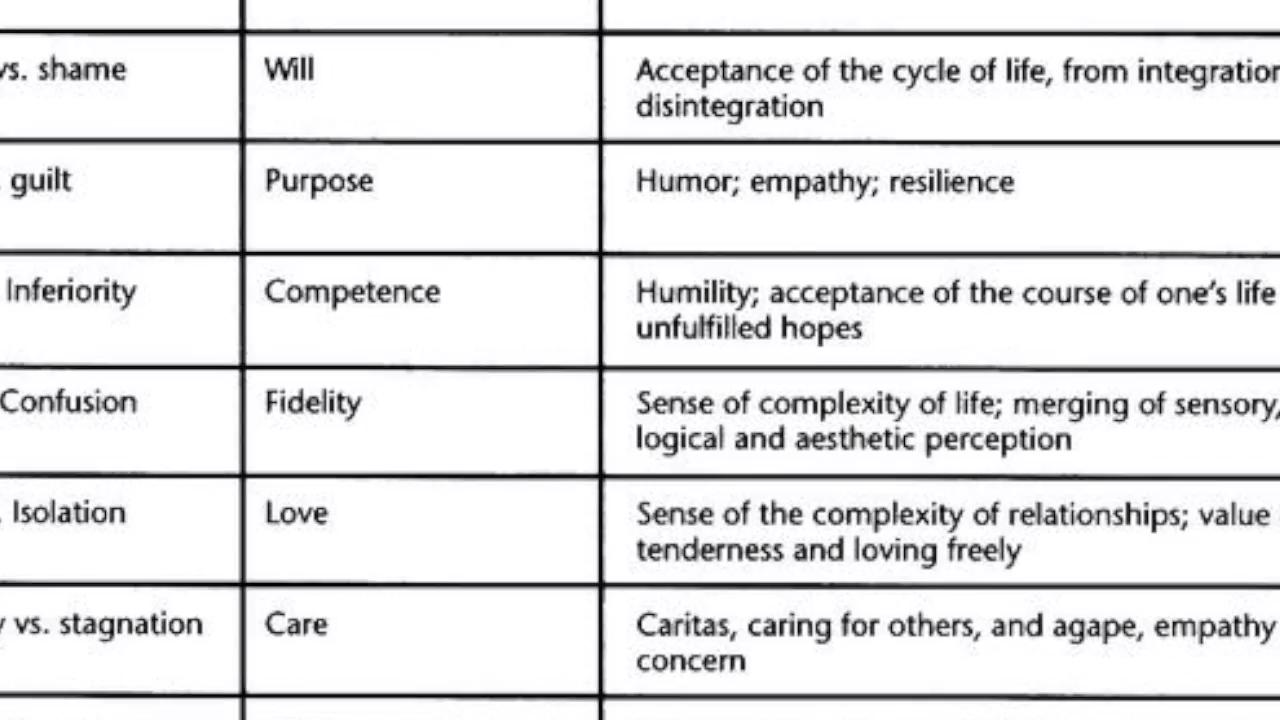 vs. shame
Will
Acceptance of the cycle of life, from integration
disintegration
guilt
Purpose
Humor; empathy; resilience
Inferiority
Competence
Humility; acceptance of the course of one's life
unfulfilled hopes
Confusion
Fidelity
Sense of complexity of life; merging of sensory,
logical and aesthetic perception
Isolation
Love
Sense of the complexity of relationships; value
tenderness and loving freely
vs. stagnation
Care
Caritas, caring for others, and agape, empathy
concern